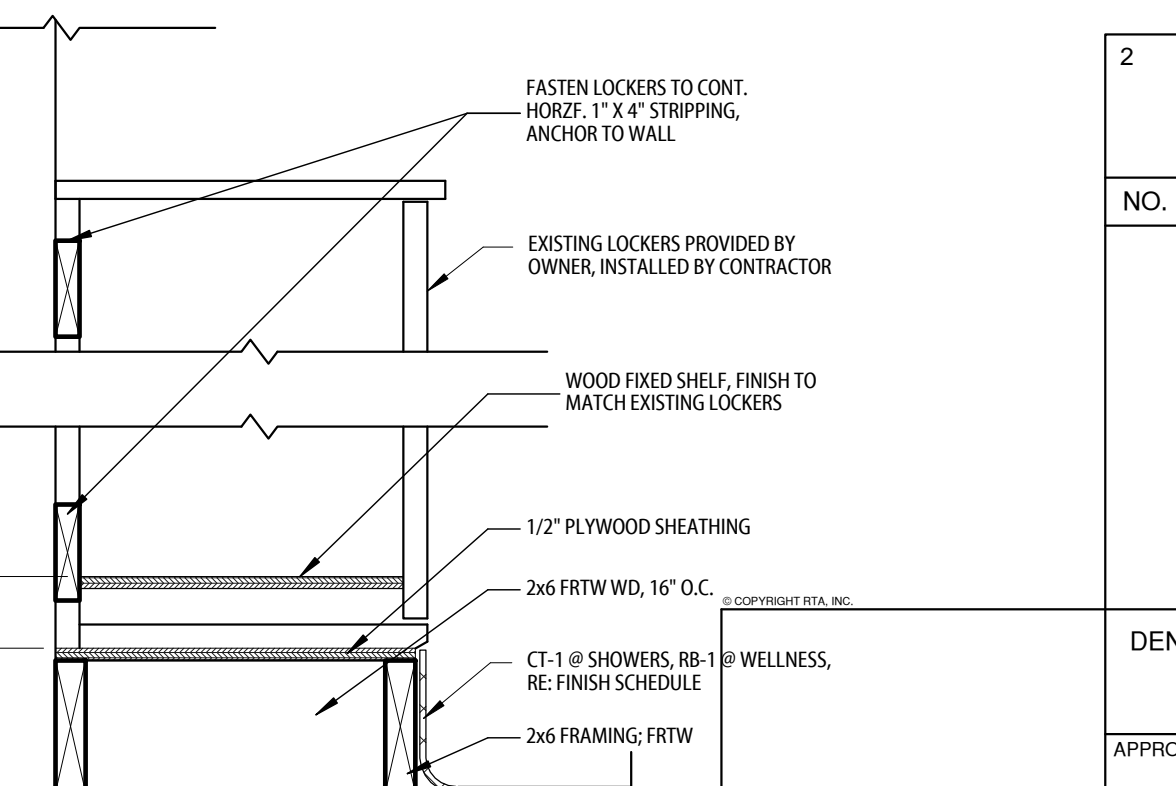 FASTEN LOCKERS TO CONT.
HORZF. 1" X 4" STRIPPING,
ANCHOR TO WALL
EXISTING LOCKERS PROVIDED BY
OWNER, INSTALLED BY CONTRACTOR
WOOD FIXED SHELF, FINISH TO
MATCH EXISTING LOCKERS
1/2" PLYWOOD SHEATHING
2x6 FRTW WD, 16" O.C.
© COPYRIGHT RTA, INC.
CT-1 @ SHOWERS, RB-1 @ WELLNESS,
RE: FINISH SCHEDULE
2x6 FRAMING; FRTW
2
NO.
DEN
APPRO